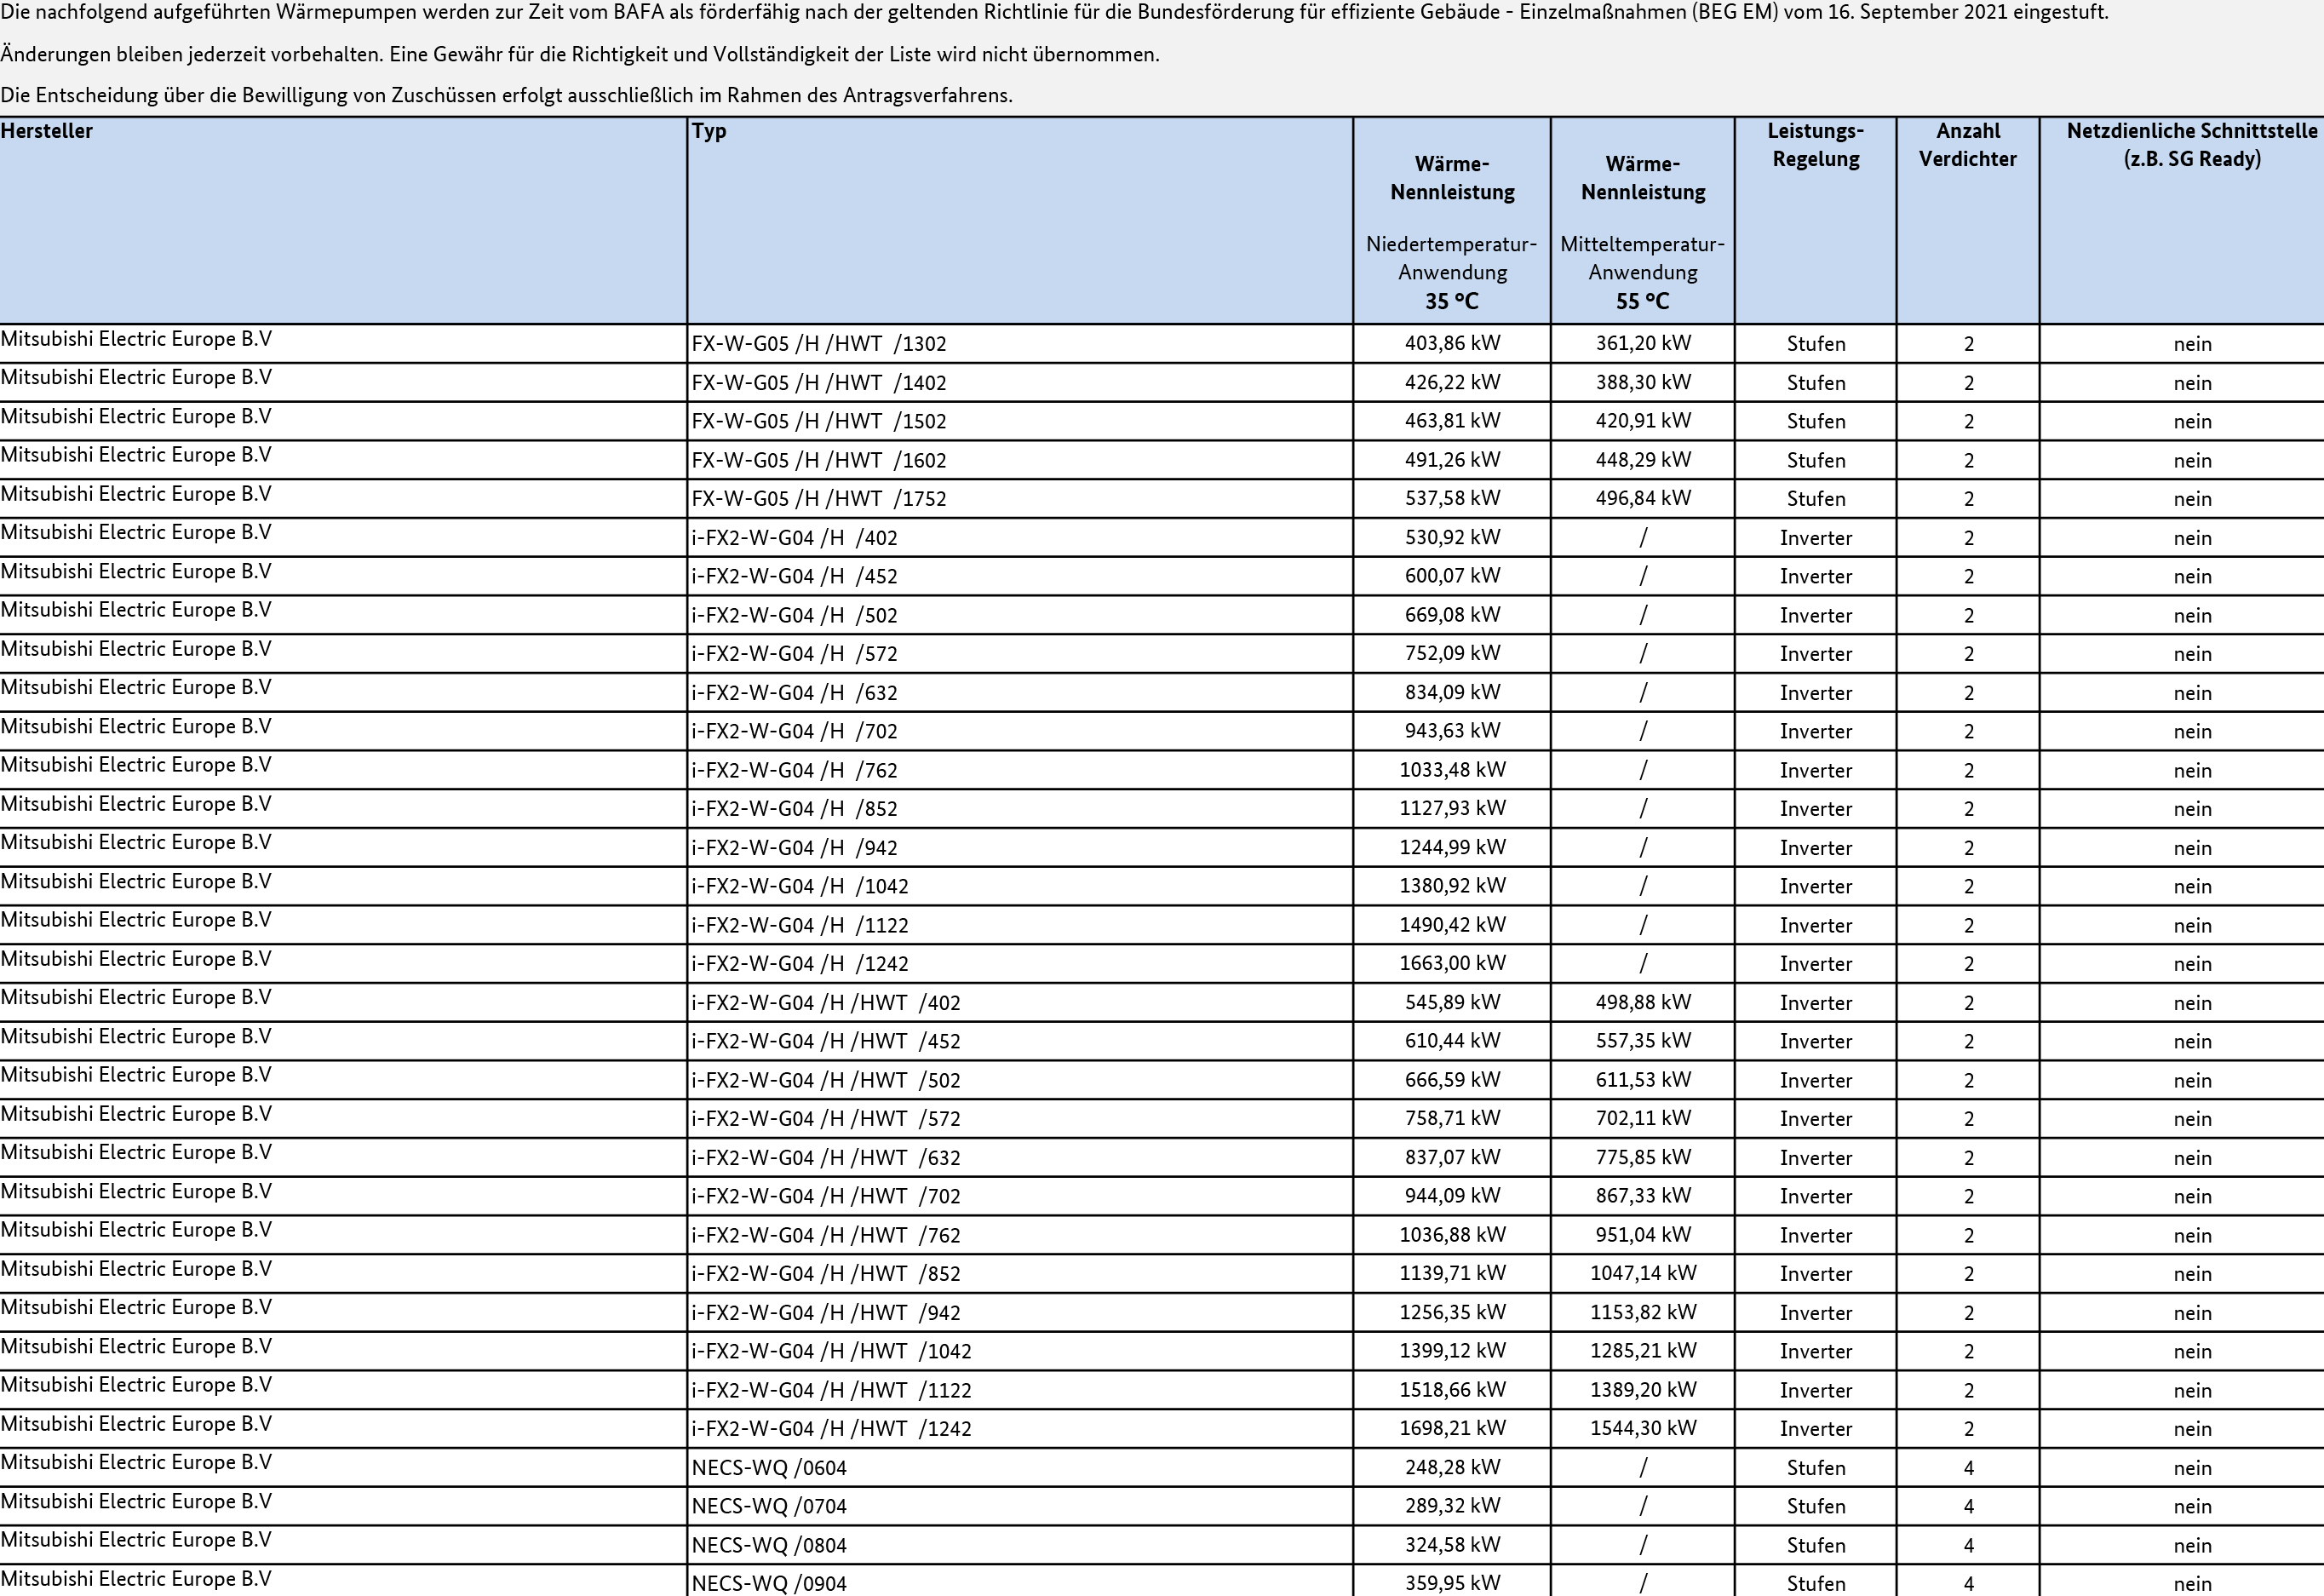 Die nachfolgend aufgeführten Wärmepumpen werden zur Zeit vom BAFA als förderfähig nach der geltenden Richtlinie für die Bundesförderung für effiziente Gebäude - Einzelmaßnahmen (BEG EM) vom 16. September 2021 eingestuft.
Änderungen bleiben jederzeit vorbehalten. Eine Gewähr für die Richtigkeit und Vollständigkeit der Liste wird nicht übernommen.
Die Entscheidung über die Bewilligung von Zuschüssen erfolgt ausschließlich im Rahmen des Antragsverfahrens.
Hersteller
Typ
Wärme-
Nennleistung
Niedertemperatur-
Anwendung
35 °C
Wärme-
Nennleistung
Mitteltemperatur-
Anwendung
55 °C
Leistungs-
Regelung
Anzahl
Verdichter
Netzdienliche Schnittstelle
(z.B. SG Ready)
Mitsubishi Electric Europe B.V FX-W-G05 /H /HWT /1302 403,86 kW 361,20 kW Stufen 2 nein
Mitsubishi Electric Europe B.V FX-W-G05 /H /HWT /1402 426,22 kW 388,30 kW Stufen 2 nein
Mitsubishi Electric Europe B.V FX-W-G05 /H /HWT /1502 463,81 kW 420,91 kW Stufen 2 nein
Mitsubishi Electric Europe B.V FX-W-G05 /H /HWT /1602 491,26 kW 448,29 kW Stufen 2 nein
Mitsubishi Electric Europe B.V FX-W-G05 /H /HWT /1752 537,58 kW 496,84 kW Stufen 2 nein
Mitsubishi Electric Europe B.V i-FX2-W-G04 /H /402 530,92 kW / Inverter 2 nein
Mitsubishi Electric Europe B.V i-FX2-W-G04 /H /452 600,07 kW / Inverter 2 nein
Mitsubishi Electric Europe B.V i-FX2-W-G04 /H /502 669,08 kW / Inverter 2 nein
Mitsubishi Electric Europe B.V i-FX2-W-G04 /H /572 752,09 kW / Inverter 2 nein
Mitsubishi Electric Europe B.V i-FX2-W-G04 /H /632 834,09 kW / Inverter 2 nein
Mitsubishi Electric Europe B.V i-FX2-W-G04 /H /702 943,63 kW / Inverter 2 nein
Mitsubishi Electric Europe B.V i-FX2-W-G04 /H /762 1033,48 kW / Inverter 2 nein
Mitsubishi Electric Europe B.V i-FX2-W-G04 /H /852 1127,93 kW / Inverter 2 nein
Mitsubishi Electric Europe B.V i-FX2-W-G04 /H /942 1244,99 kW / Inverter 2 nein
Mitsubishi Electric Europe B.V i-FX2-W-G04 /H /1042 1380,92 kW / Inverter 2 nein
Mitsubishi Electric Europe B.V i-FX2-W-G04 /H /1122 1490,42 kW / Inverter 2 nein
Mitsubishi Electric Europe B.V i-FX2-W-G04 /H /1242 1663,00 kW / Inverter 2 nein
Mitsubishi Electric Europe B.V i-FX2-W-G04 /H /HWT /402 545,89 kW 498,88 kW Inverter 2 nein
Mitsubishi Electric Europe B.V i-FX2-W-G04 /H /HWT /452 610,44 kW 557,35 kW Inverter 2 nein
Mitsubishi Electric Europe B.V i-FX2-W-G04 /H /HWT /502 666,59 kW 611,53 kW Inverter 2 nein
Mitsubishi Electric Europe B.V i-FX2-W-G04 /H /HWT /572 758,71 kW 702,11 kW Inverter 2 nein
Mitsubishi Electric Europe B.V i-FX2-W-G04 /H /HWT /632 837,07 kW 775,85 kW Inverter 2 nein
Mitsubishi Electric Europe B.V i-FX2-W-G04 /H /HWT /702 944,09 kW 867,33 kW Inverter 2 nein
Mitsubishi Electric Europe B.V i-FX2-W-G04 /H /HWT /762 1036,88 kW 951,04 kW Inverter 2 nein
Mitsubishi Electric Europe B.V i-FX2-W-G04 /H /HWT /852 1139,71 kW 1047,14 kW Inverter 2 nein
Mitsubishi Electric Europe B.V i-FX2-W-G04 /H /HWT /942 1256,35 kW 1153,82 kW Inverter 2 nein
Mitsubishi Electric Europe B.V i-FX2-W-G04 /H /HWT /1042 1399,12 kW 1285,21 kW Inverter 2 nein
Mitsubishi Electric Europe B.V i-FX2-W-G04 /H /HWT /1122 1518,66 kW 1389,20 kW Inverter 2 nein
Mitsubishi Electric Europe B.V i-FX2-W-G04 /H /HWT /1242 1698,21 kW 1544,30 kW Inverter 2 nein
Mitsubishi Electric Europe B.V NECS-WQ /0604 248,28 kW / Stufen 4 nein
Mitsubishi Electric Europe B.V NECS-WQ /0704 289,32 kW / Stufen 4 nein
Mitsubishi Electric Europe B.V NECS-WQ /0804 324,58 kW / Stufen 4 nein
Mitsubishi Electric Europe B.V NECS-WQ /0904 359,95 kW / Stufen 4 nein